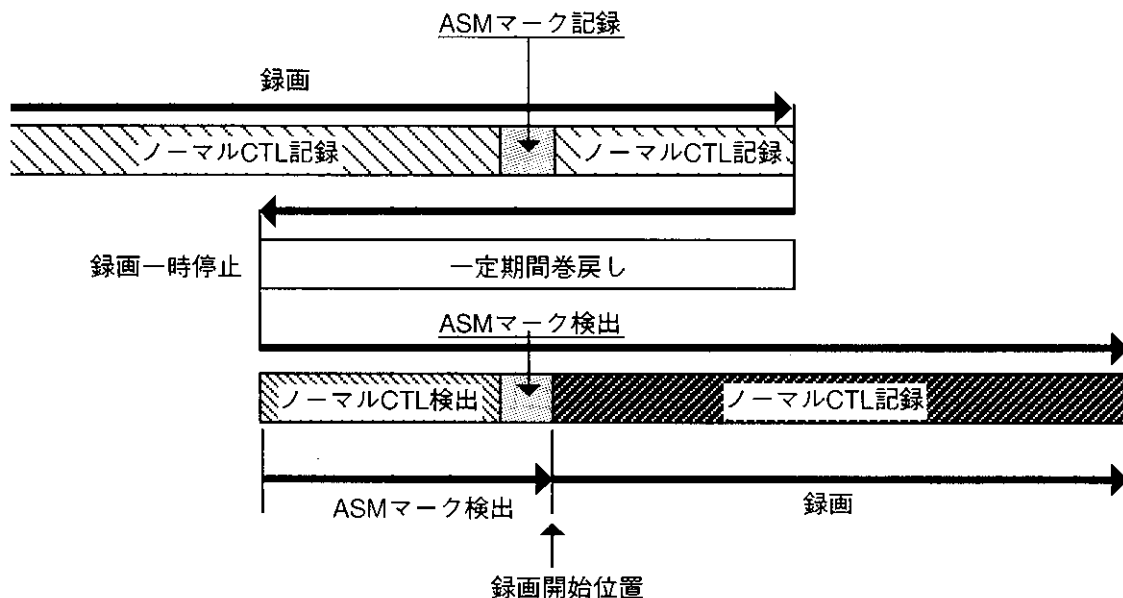 ASMマーク記録
録画
ノーマルCTL記録
ノーマルCTL記録
録画一時停止
一定期間巻戻し
ASMマーク検出
ノーマルCTL検出
ノーマルCTL記録
ASMマーク検出
録画
録画開始位置